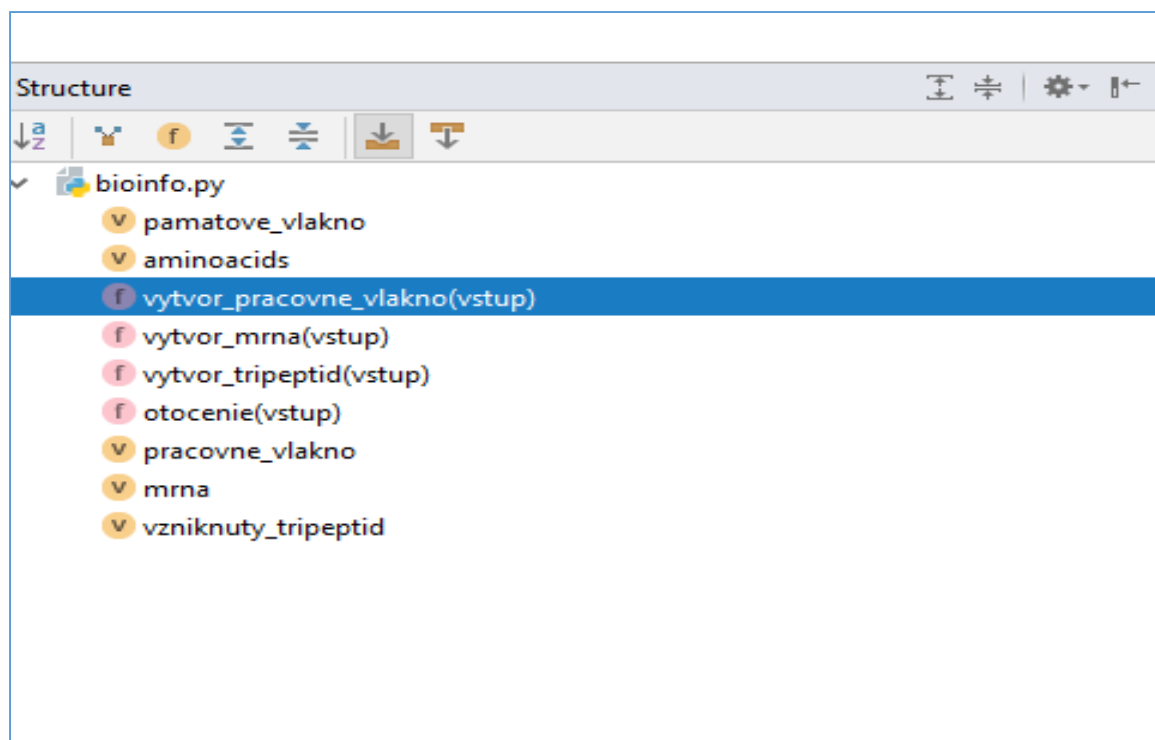 Structure
bioinfo.py
pamatove_vlakno
aminoacids
vytvor_pracovne_vlakno(vstup)
vytvor_mrna(vstup)
vytvor_tripeptid(vstup)
otocenie(vstup)
pracovne_vlakno
mrna
vzniknuty_tripeptid